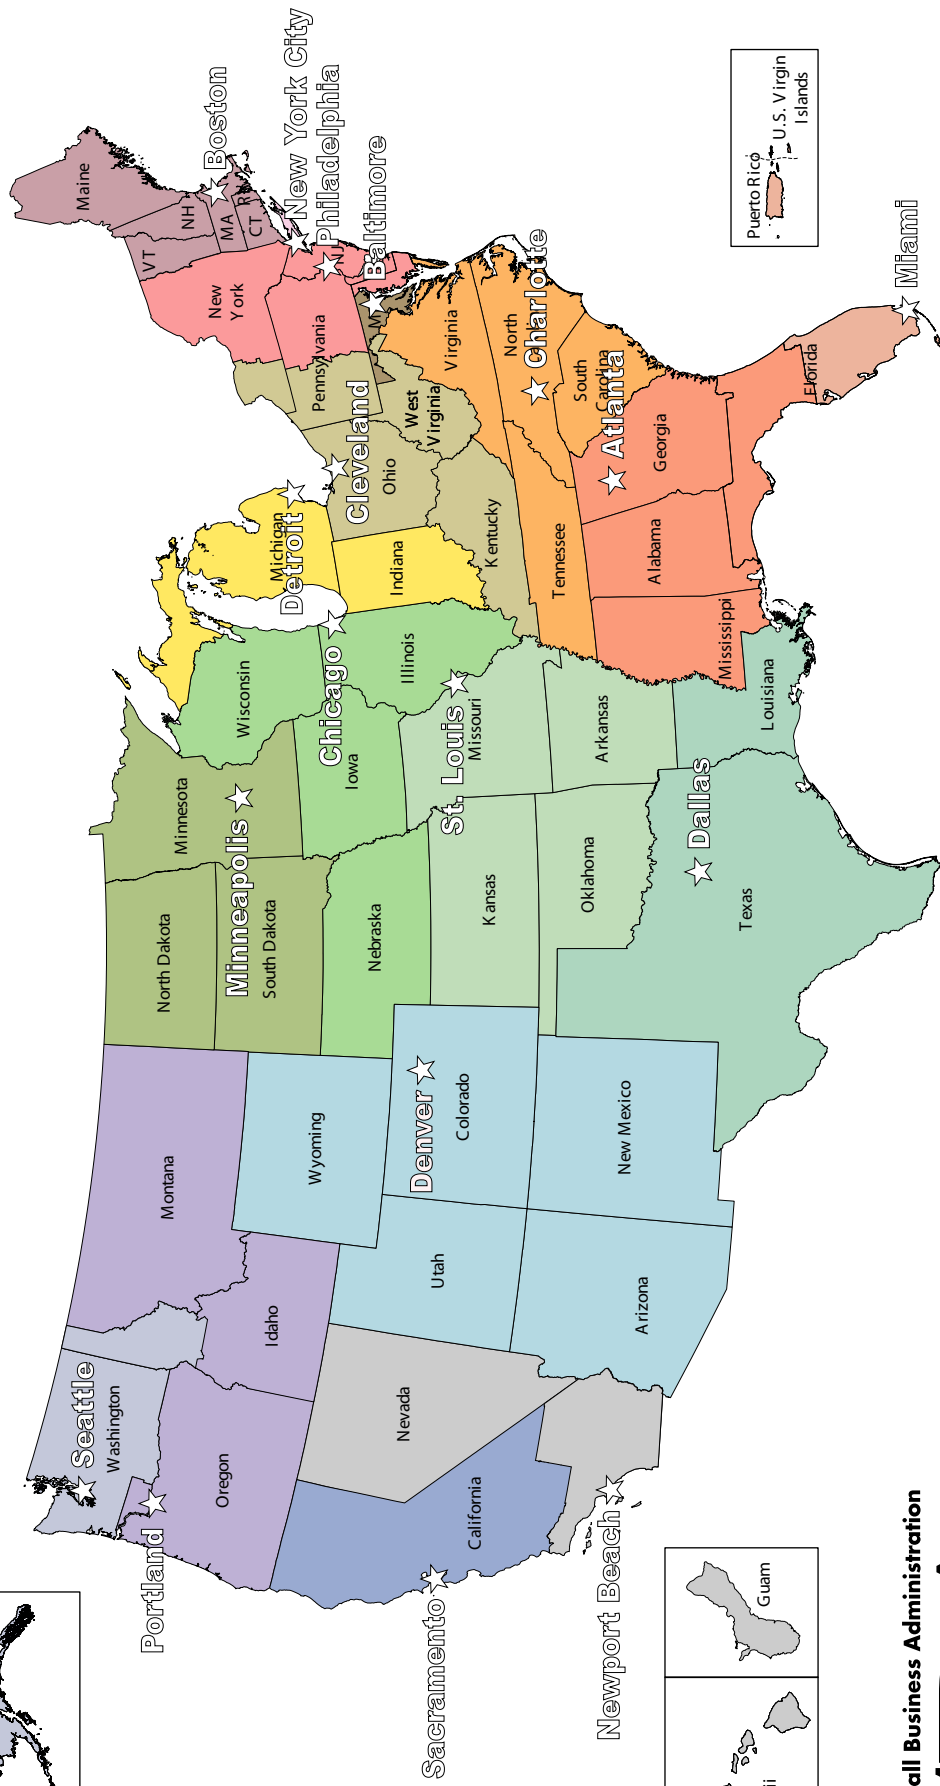 Seattle
Washington
Portland
Oregon
Idaho
Montana
Wyoming
North Dakota
South Dakota
Minneapolis
Minnesota
Wisconsin
Michigan
Detroit
Chicago
Illinois
Indiana
Iowa
Nebraska
Nevada
Utah
Denver
Colorado
Kansas
St. Louis
Missouri
Kentucky
Ohio
Cleveland
West
Virginia
Pennsylvania
New
York
VT
NH
Maine
MA
Boston
CT
RI
New York City
Philadelphia
NJ
Baltimore
M
Virginia
North
Charlotte
South
Carolina
Atlanta
Georgia
Alabama
Mississippi
Tennessee
Arkansas
Louisiana
Oklahoma
Dallas
Texas
New Mexico
Arizona
California
Sacramento
Newport Beach
Florida
Miami
Puerto Rico
U.S. Virgin
Islands
Guam
ii
all Business Administration